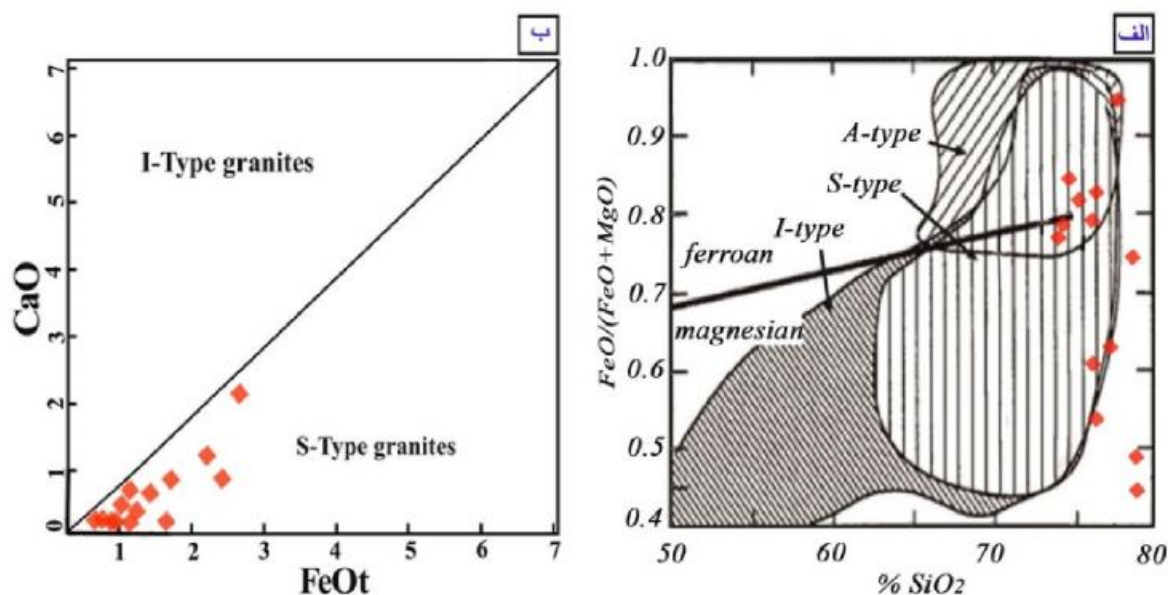 ب
7
6
5
4
3
2
1
0
CaO
I-Type granites
S-Type granites
1 2 3 4 5 6 7
FeOt
الف
1.0
0.9
0.8
0.7
0.6
0.5
0.4
FeO/(FeO+MgO)
A-type
S-type
I-type
ferroan
magnesian
50 60 70 80
% SiO₂